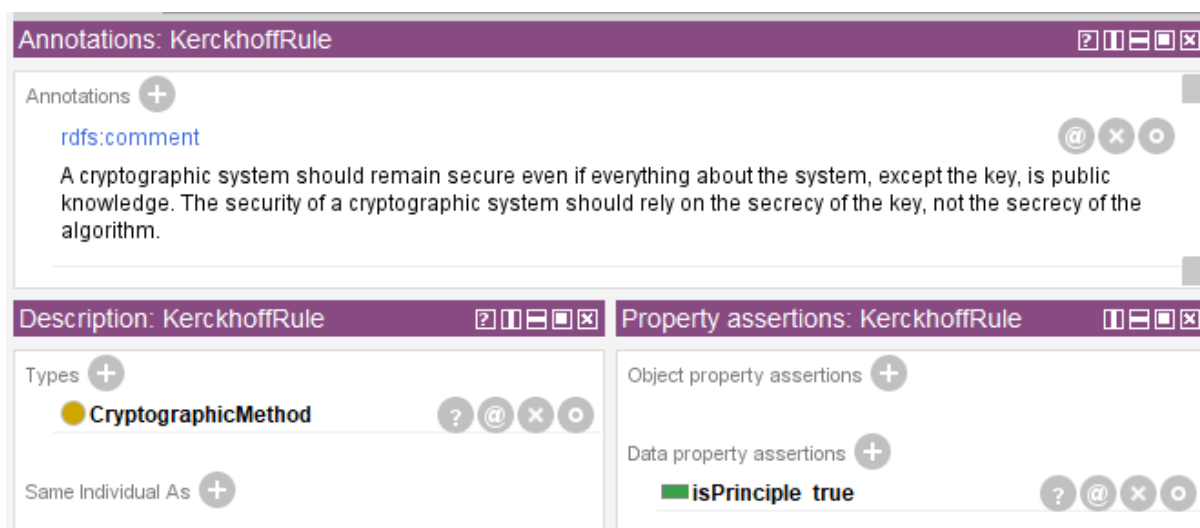 Annotations: KerckhoffRule
Annotations
rdfs:comment
A cryptographic system should remain secure even if everything about the system, except the key, is public
knowledge. The security of a cryptographic system should rely on the secrecy of the key, not the secrecy of the
algorithm.
Description: KerckhoffRule
Types
CryptographicMethod
Same Individual As
Property assertions: KerckhoffRule
Object property assertions
Data property assertions
isPrinciple true